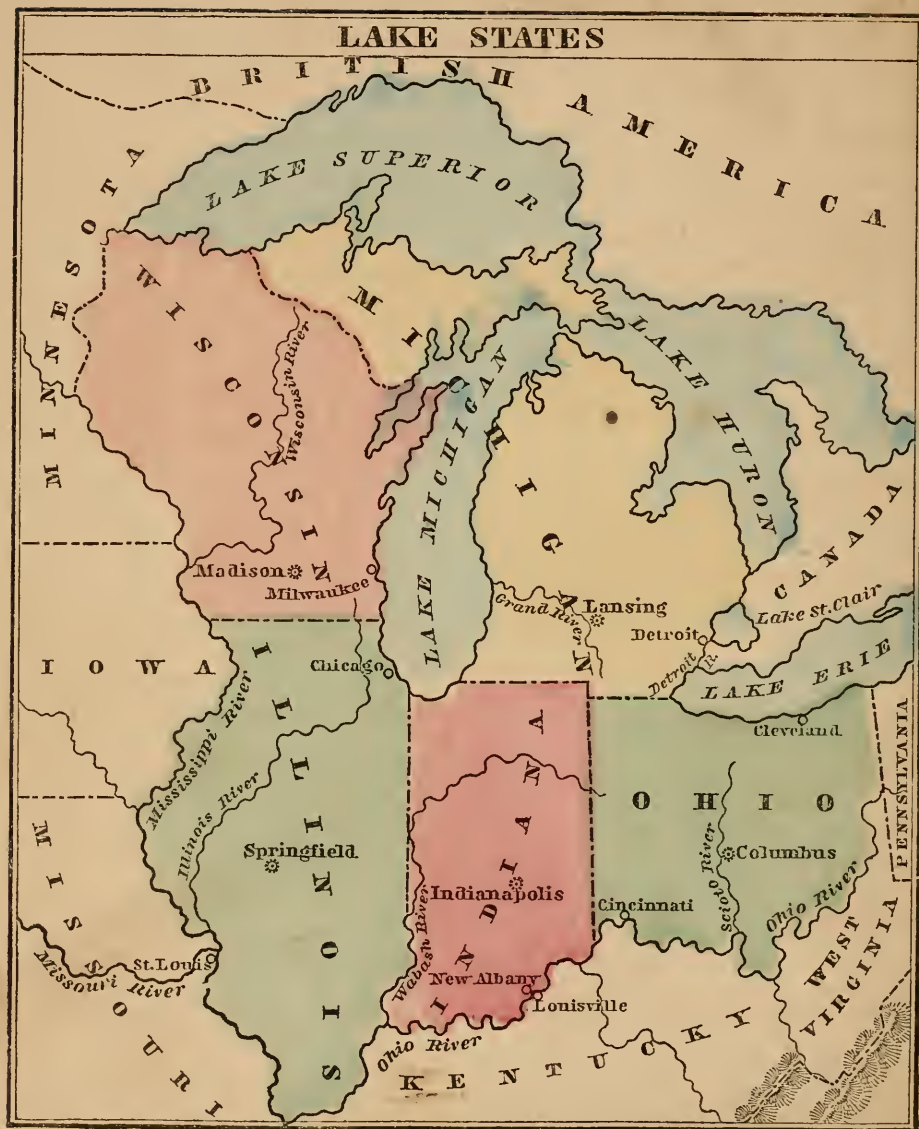 LAKE STATES
BRITISH AMERICA
LAKE SUPERIOR
MINNESOTA
WISCONSIN
MICHIGAN
Wisconsin River
LAKE MICHIGAN
LAKE HURON
CANADA
Madison
Milwaukee
Grand River
Lansing
Lake St. Clair
Detroit
Detroit R.
LAKE ERIE
IOWA
Chicago
Cleveland
PENNSYLVANIA
Mississippi River
Illinois River
ILLINOIS
INDIANA
OHIO
Springfield
Indianapolis
Scioto River
Columbus
Cincinnati
Ohio River
WEST
VIRGINIA
Wabash River
MISSOURI
St. Louis
Missouri River
New Albany
Louisville
Ohio River
KENTUCKY